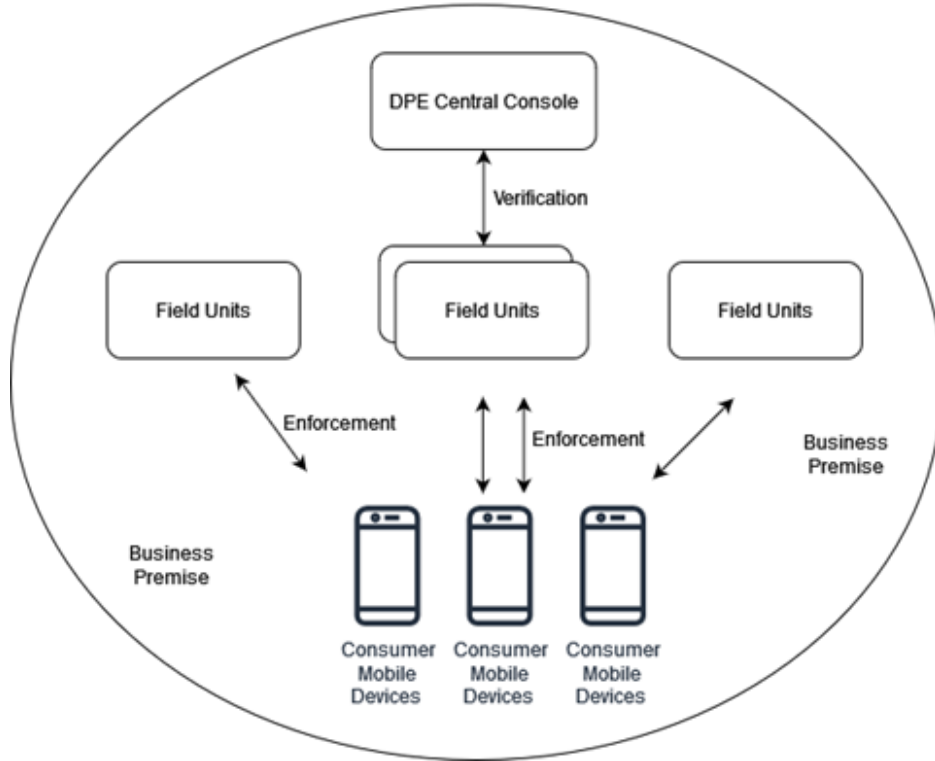 DPE Central Console
Verification
Field Units
Field Units
Field Units
Enforcement
Enforcement
Business
Premise
Business
Premise
Consumer
Mobile
Devices
Consumer
Mobile
Devices
Consumer
Mobile
Devices